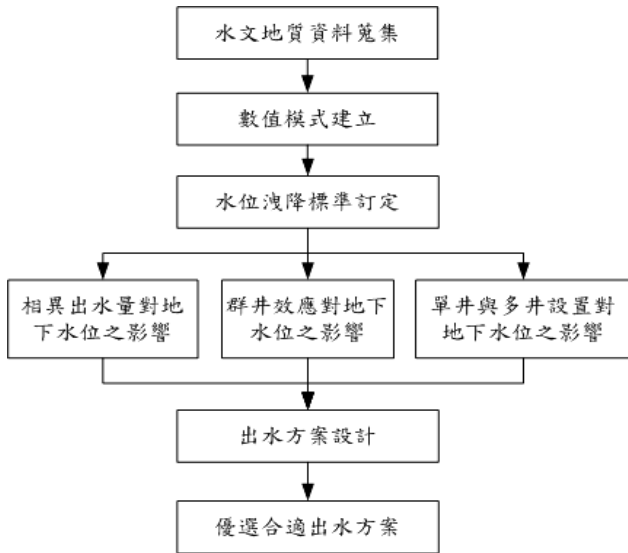 水文地質資料蒐集
數值模式建立
水位洩降標準訂定
相異出水量對地
下水位之影響
群井效應對地下
水位之影響
單井與多井設置對
地下水位之影響
出水方案設計
優選合適出水方案